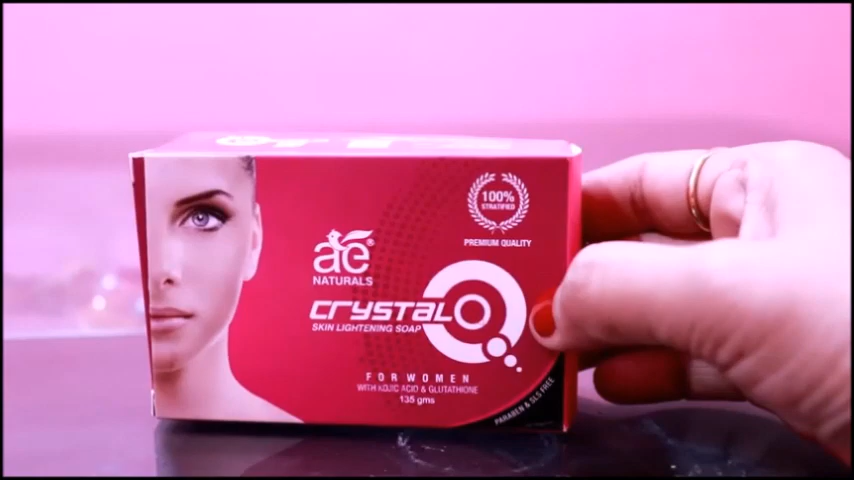 100%
STRATIFIED
PREMIUM QUALITY
ae®
NATURALS
CRYSTAL
SKIN LIGHTENING SOAP
FOR WOMEN
WITH KOJIC ACID & GLUTATHIONE
135 gms
PARABEN & SLS FREE